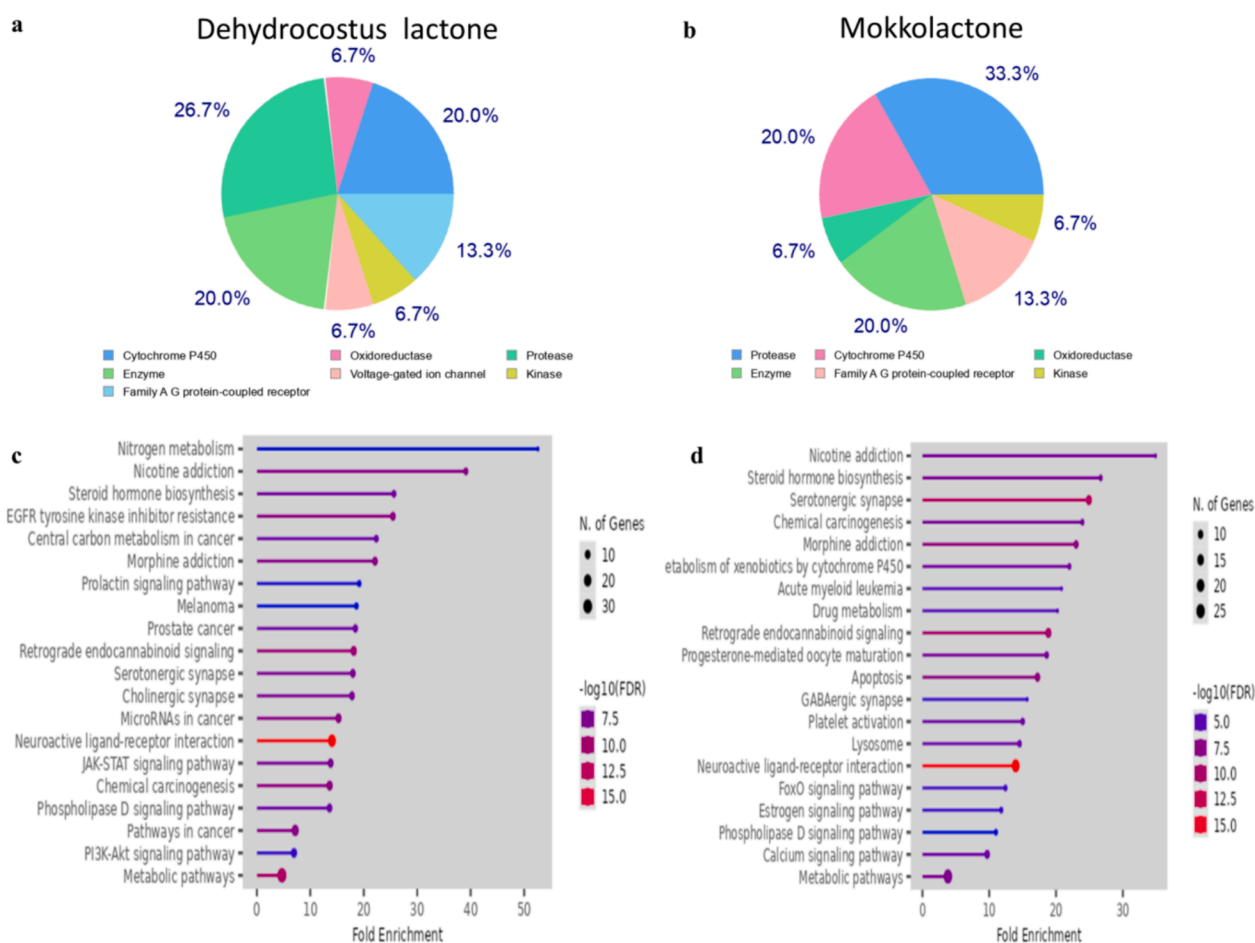 a
Dehydrocostus lactone
6.7%
20.0%
26.7%
13.3%
20.0%
6.7%
6.7%
Cytochrome P450
Oxidoreductase
Protease
Enzyme
Voltage-gated ion channel
Kinase
Family A G protein-coupled receptor
b
Mokkolactone
33.3%
20.0%
6.7%
6.7%
13.3%
20.0%
Protease
Cytochrome P450
Oxidoreductase
Enzyme
Family A G protein-coupled receptor
Kinase
c
Nitrogen metabolism
Nicotine addiction
Steroid hormone biosynthesis
EGFR tyrosine kinase inhibitor resistance
Central carbon metabolism in cancer
Morphine addiction
Prolactin signaling pathway
Melanoma
Prostate cancer
Retrograde endocannabinoid signaling
Serotonergic synapse
Cholinergic synapse
MicroRNAs in cancer
Neuroactive ligand-receptor interaction
JAK-STAT signaling pathway
Chemical carcinogenesis
Phospholipase D signaling pathway
Pathways in cancer
PI3K-Akt signaling pathway
Metabolic pathways
0 10 20 30 40 50
Fold Enrichment
N. of Genes
10
20
30
-log10(FDR)
7.5
10.0
12.5
15.0
d
Nicotine addiction
Steroid hormone biosynthesis
Serotonergic synapse
Chemical carcinogenesis
Morphine addiction
etabolism of xenobiotics by cytochrome P450
Acute myeloid leukemia
Drug metabolism
Retrograde endocannabinoid signaling
Progesterone-mediated oocyte maturation
Apoptosis
GABAergic synapse
Platelet activation
Lysosome
Neuroactive ligand-receptor interaction
FoxO signaling pathway
Estrogen signaling pathway
Phospholipase D signaling pathway
Calcium signaling pathway
Metabolic pathways
0 10 20 30
Fold Enrichment
N. of Genes
10
15
20
25
-log10(FDR)
5.0
7.5
10.0
12.5
15.0